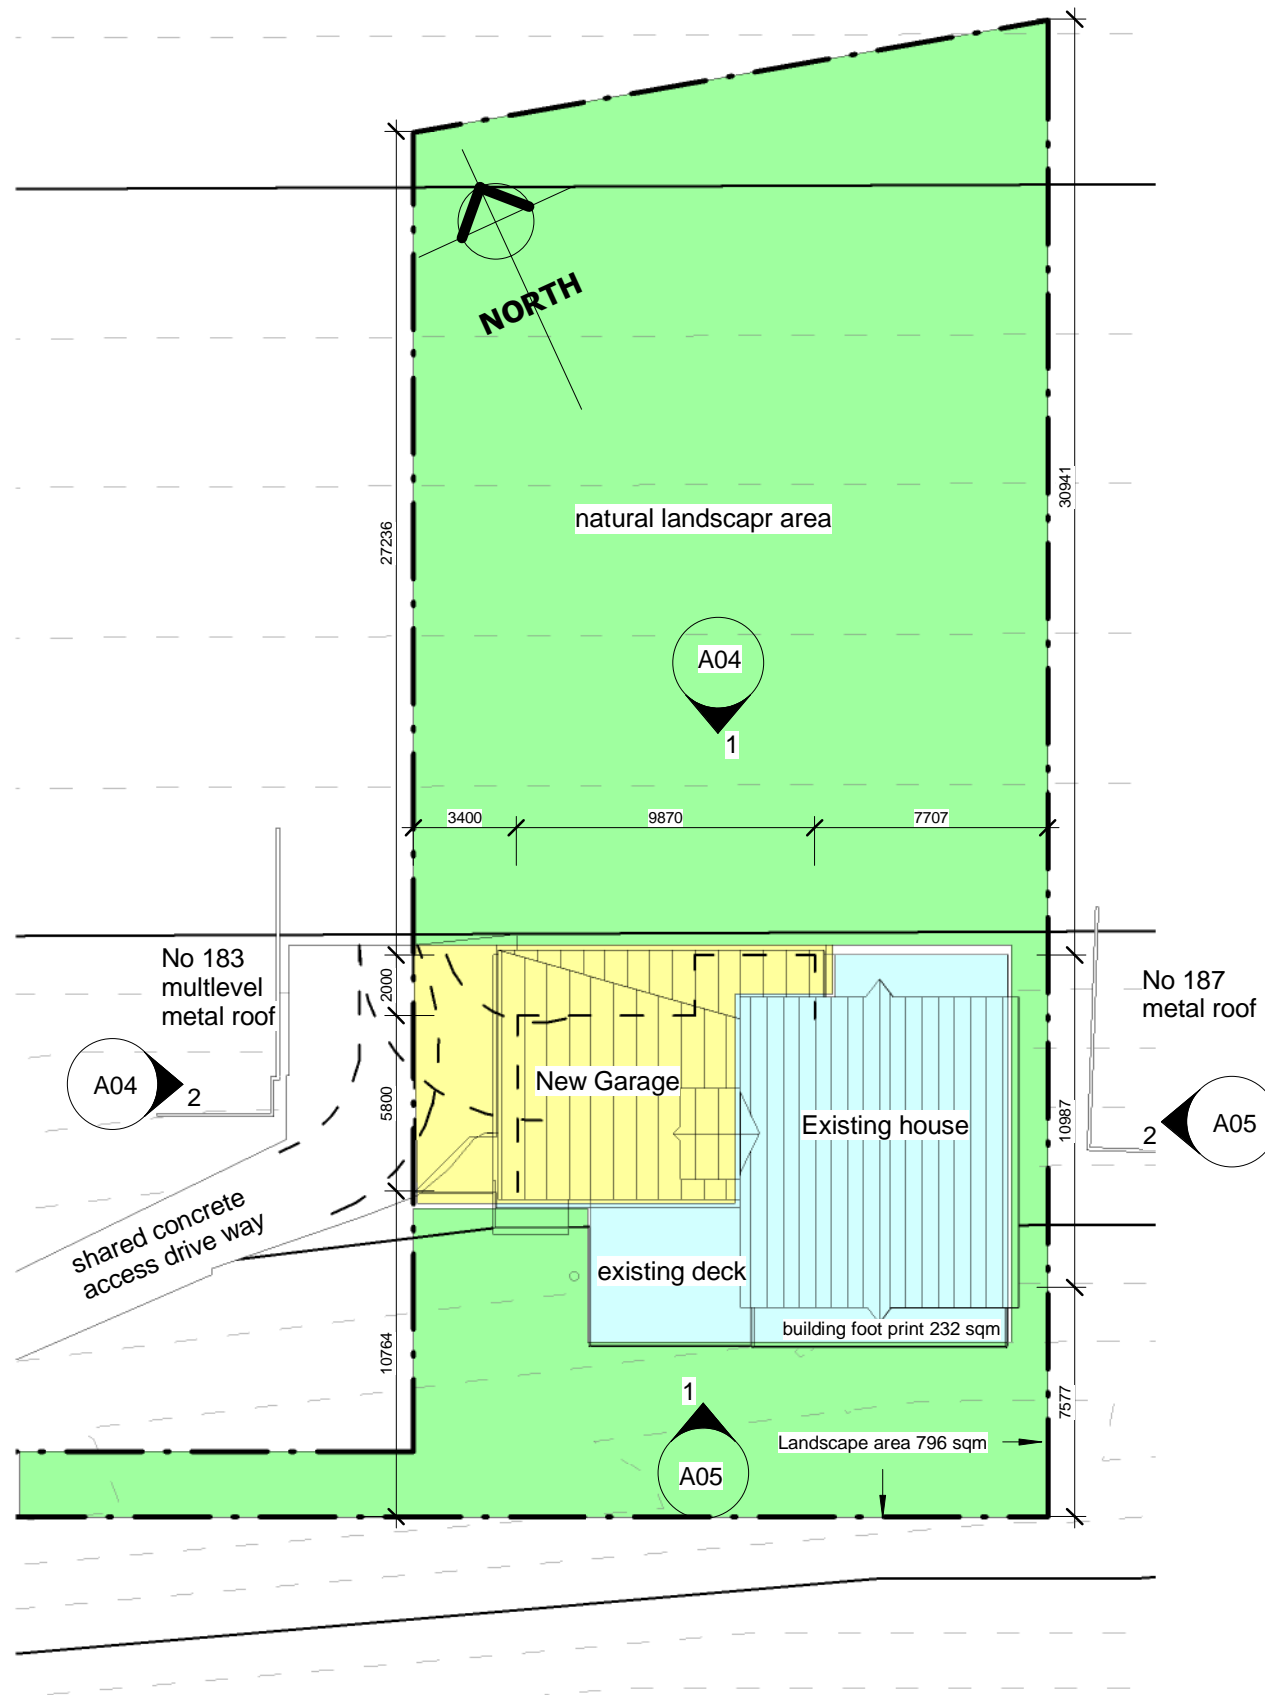 NORTH
30941
27236
natural landscapr area
A04
1
3400
9870
7707
No 183
multlevel
metal roof
2000
No 187
metal roof
A04
2
New Garage
5800
Existing house
10987
2
A05
shared concrete
access drive way
existing deck
building foot print 232 sqm
10764
1
7577
Landscape area 796 sqm
A05